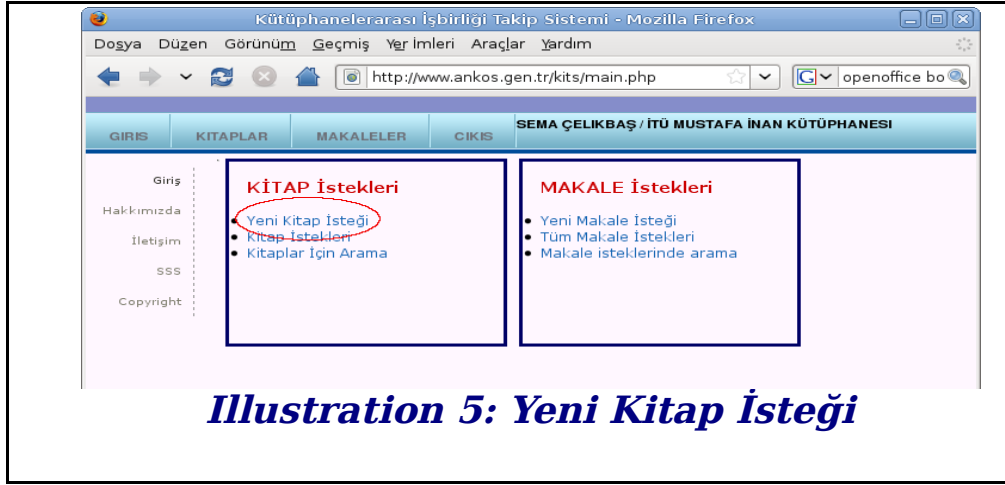 Kütüphanelerarası İşbirliği Takip Sistemi - Mozilla Firefox
Dosya Düzen Görünüm Geçmiş Yer İmleri Araçlar Yardım
http://www.ankos.gen.tr/kits/main.php G openoffice bo
SEMA ÇELIKBAŞ / İTÜ MUSTAFA İNAN KÜTÜPHANESI
GIRIS KITAPLAR MAKALELER CIKIS
Giriş
Hakkımızda
İletişim
SSS
Copyright
KİTAP İstekleri
Yeni Kitap İsteği
Kitap İstekleri
Kitaplar İçin Arama
MAKALE İstekleri
Yeni Makale İsteği
Tüm Makale İstekleri
Makale isteklerinde arama
Illustration 5: Yeni Kitap İsteği